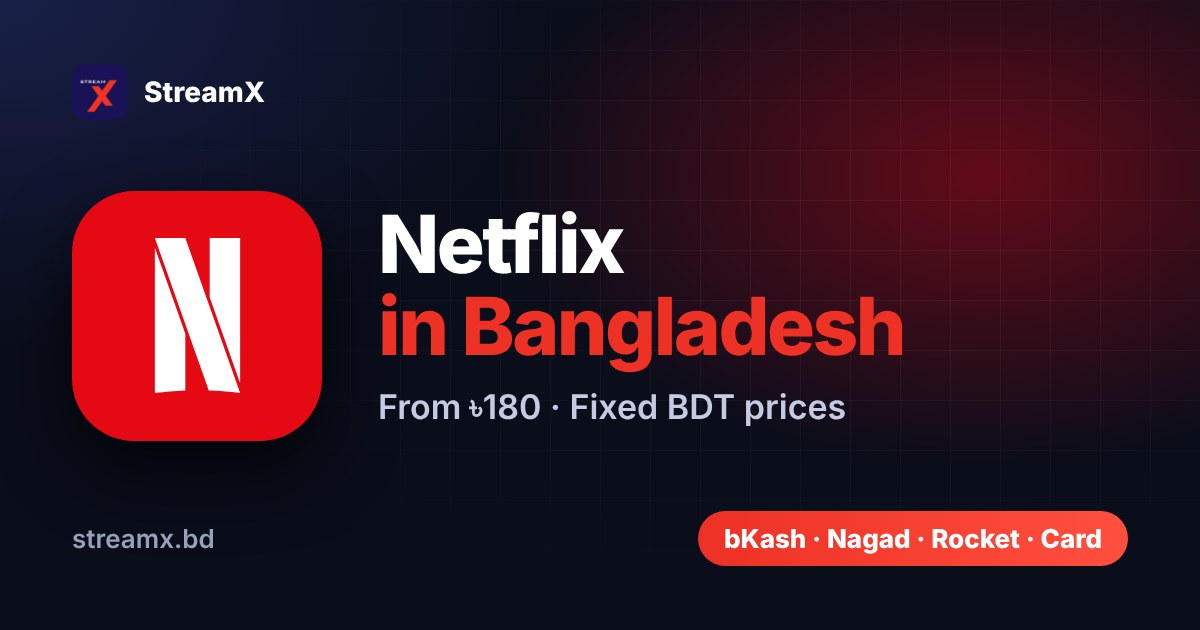 STREAM
X
StreamX
N
Netflix
in Bangladesh
From ৳180 · Fixed BDT prices
streamx.bd
bKash · Nagad · Rocket · Card